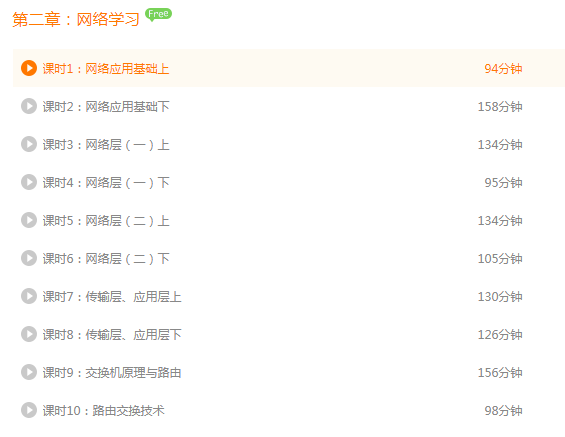 第二章：网络学习 Free
课时1：网络应用基础上 94分钟
课时2：网络应用基础下 158分钟
课时3：网络层（一）上 134分钟
课时4：网络层（一）下 95分钟
课时5：网络层（二）上 134分钟
课时6：网络层（二）下 105分钟
课时7：传输层、应用层上 130分钟
课时8：传输层、应用层下 126分钟
课时9：交换机原理与路由 156分钟
课时10：路由交换技术 98分钟